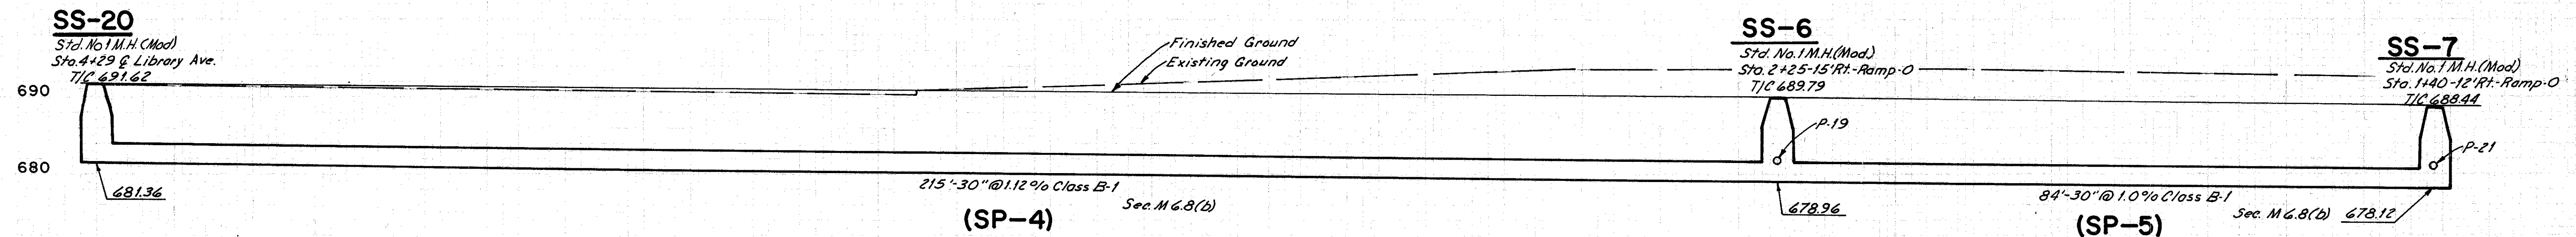 SS-20
Std. No 1 M.H. (Mod)
Sta. 4+29 ℄ Library Ave.
T/C 691.62
Finished Ground
Existing Ground
SS-6
Std. No. 1 M.H. (Mod.)
Sta. 2+25-15'Rt.-Ramp-O
T/C 689.79
SS-7
Std. No. 1 M.H. (Mod)
Sta. 1+40-12'Rt.-Ramp-O
T/C 688.44
690
P-19
P-21
680
681.36
215'-30" @ 1.12% Class B-1
Sec. M 6.8(b)
(SP-4)
678.96
84'-30" @ 1.0% Class B-1
Sec. M 6.8(b)
678.12
(SP-5)